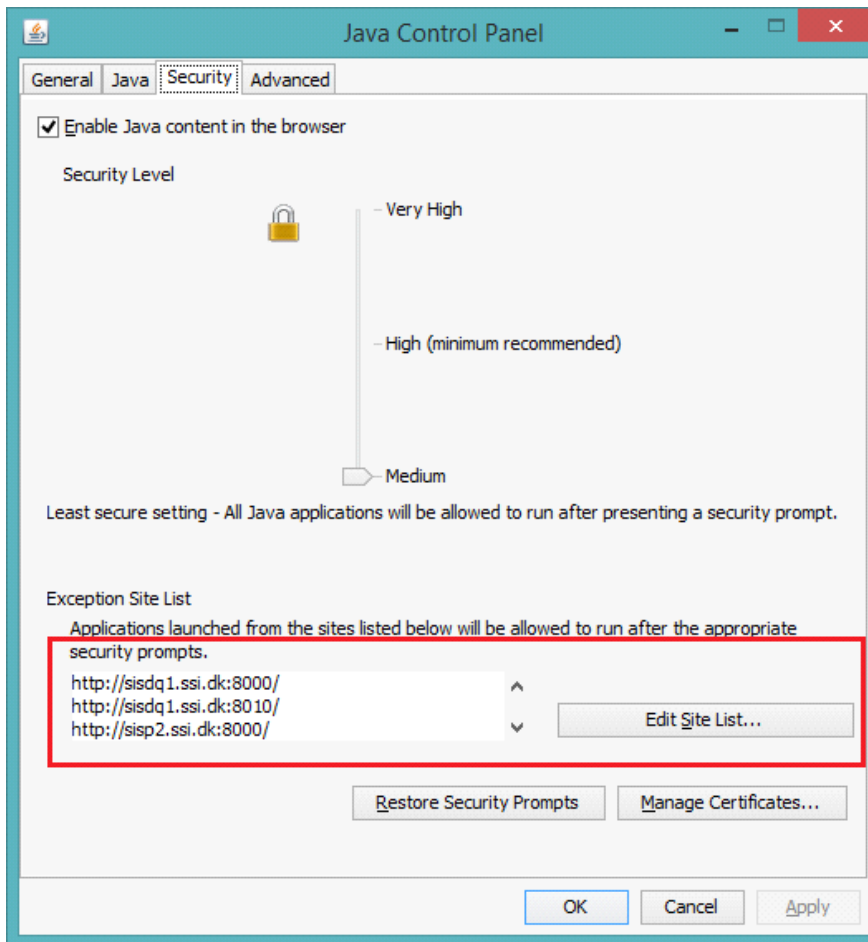 Java Control Panel
General
Java
Security
Advanced
Enable Java content in the browser
Security Level
Very High
High (minimum recommended)
Medium
Least secure setting - All Java applications will be allowed to run after presenting a security prompt.
Exception Site List
Applications launched from the sites listed below will be allowed to run after the appropriate
security prompts.
http://sisdq1.ssi.dk:8000/
http://sisdq1.ssi.dk:8010/
http://sisp2.ssi.dk:8000/
Edit Site List...
Restore Security Prompts
Manage Certificates...
OK
Cancel
Apply